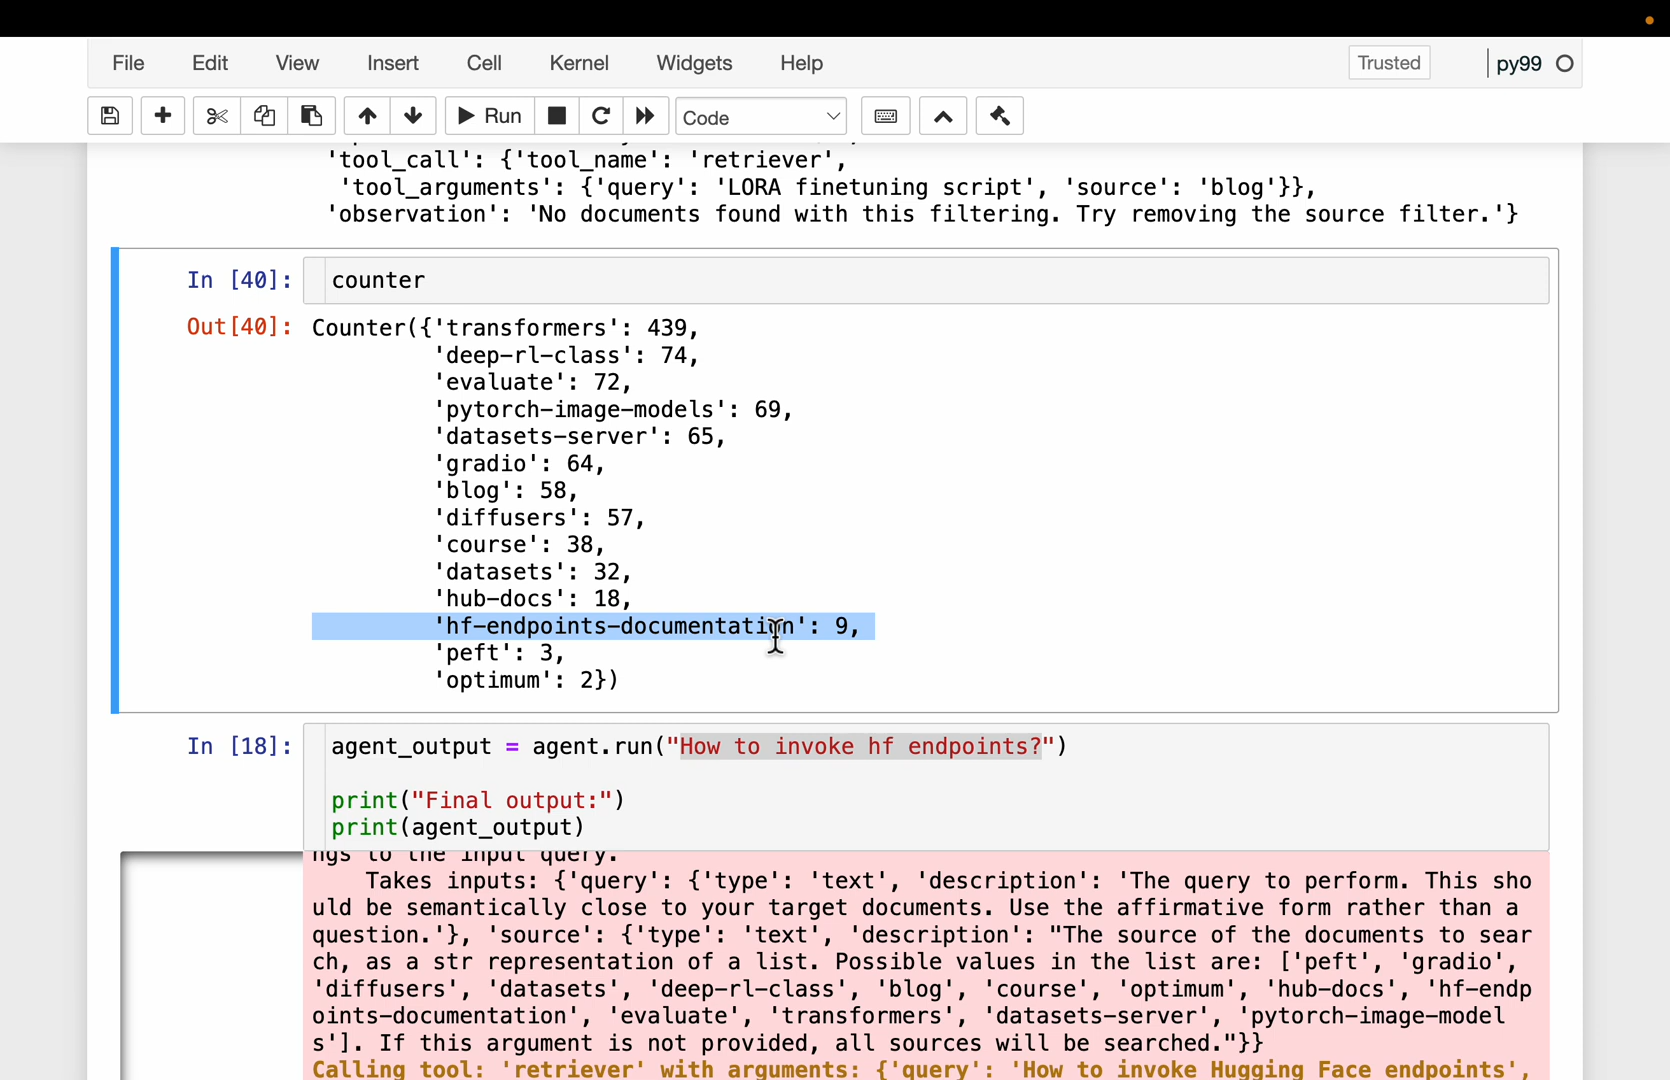 File Edit View Insert Cell Kernel Widgets Help Trusted py99
Run Code
'tool_call': {'tool_name': 'retriever',
'tool_arguments': {'query': 'LORA finetuning script', 'source': 'blog'}},
'observation': 'No documents found with this filtering. Try removing the source filter.'}
In [40]: counter
Out[40]: Counter({'transformers': 439,
'deep-rl-class': 74,
'evaluate': 72,
'pytorch-image-models': 69,
'datasets-server': 65,
'gradio': 64,
'blog': 58,
'diffusers': 57,
'course': 38,
'datasets': 32,
'hub-docs': 18,
'hf-endpoints-documentation': 9,
'peft': 3,
'optimum': 2})
In [18]: agent_output = agent.run("How to invoke hf endpoints?")
print("Final output:")
print(agent_output)
ngs to the input query.
Takes inputs: {'query': {'type': 'text', 'description': 'The query to perform. This sho
uld be semantically close to your target documents. Use the affirmative form rather than a
question.'}, 'source': {'type': 'text', 'description': "The source of the documents to sear
ch, as a str representation of a list. Possible values in the list are: ['peft', 'gradio',
'diffusers', 'datasets', 'deep-rl-class', 'blog', 'course', 'optimum', 'hub-docs', 'hf-endp
oints-documentation', 'evaluate', 'transformers', 'datasets-server', 'pytorch-image-model
s']. If this argument is not provided, all sources will be searched."}}
Calling tool: 'retriever' with arguments: {'query': 'How to invoke Hugging Face endpoints',